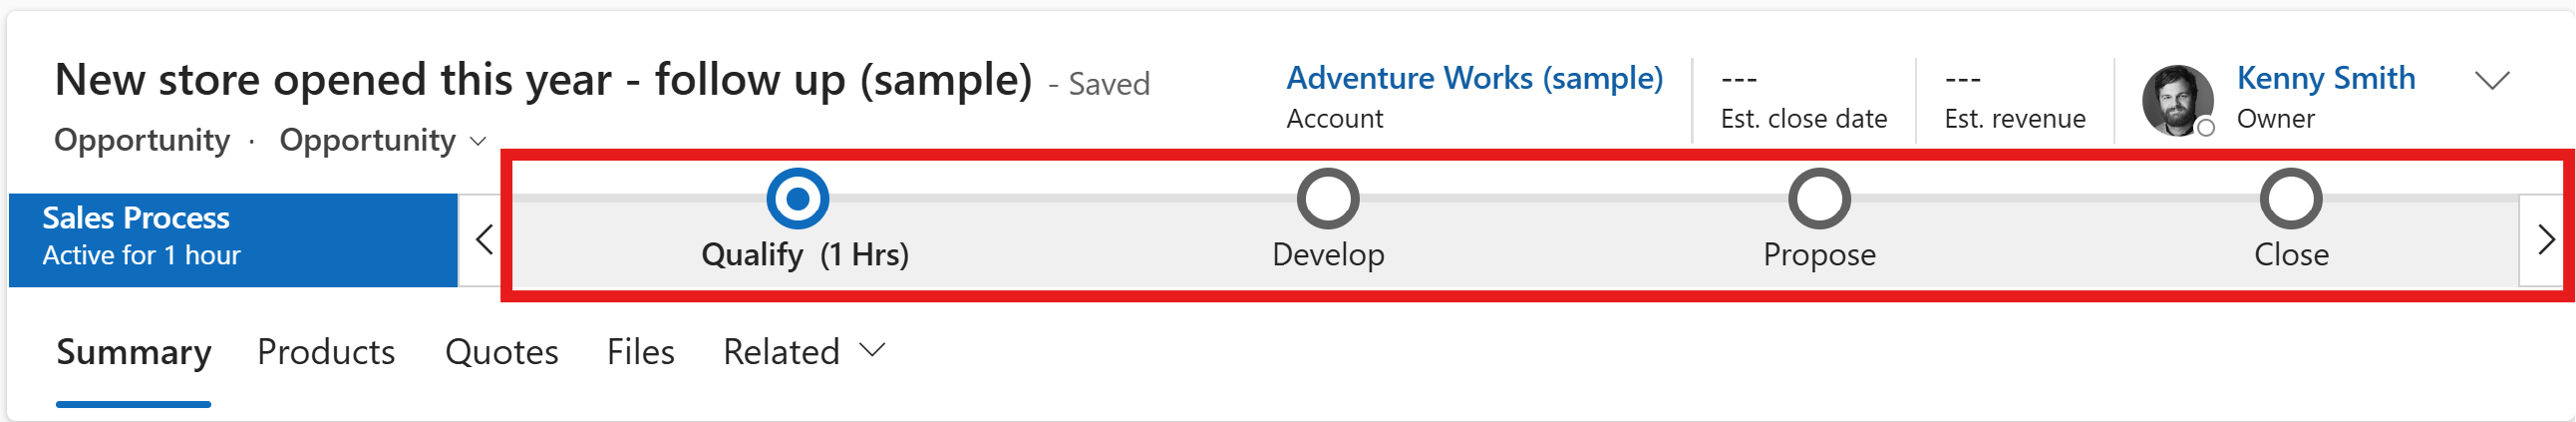 New store opened this year - follow up (sample) - Saved
Opportunity · Opportunity
Adventure Works (sample)
Account
---
Est. close date
---
Est. revenue
Kenny Smith
Owner
Sales Process
Active for 1 hour
Qualify (1 Hrs)
Develop
Propose
Close
Summary Products Quotes Files Related